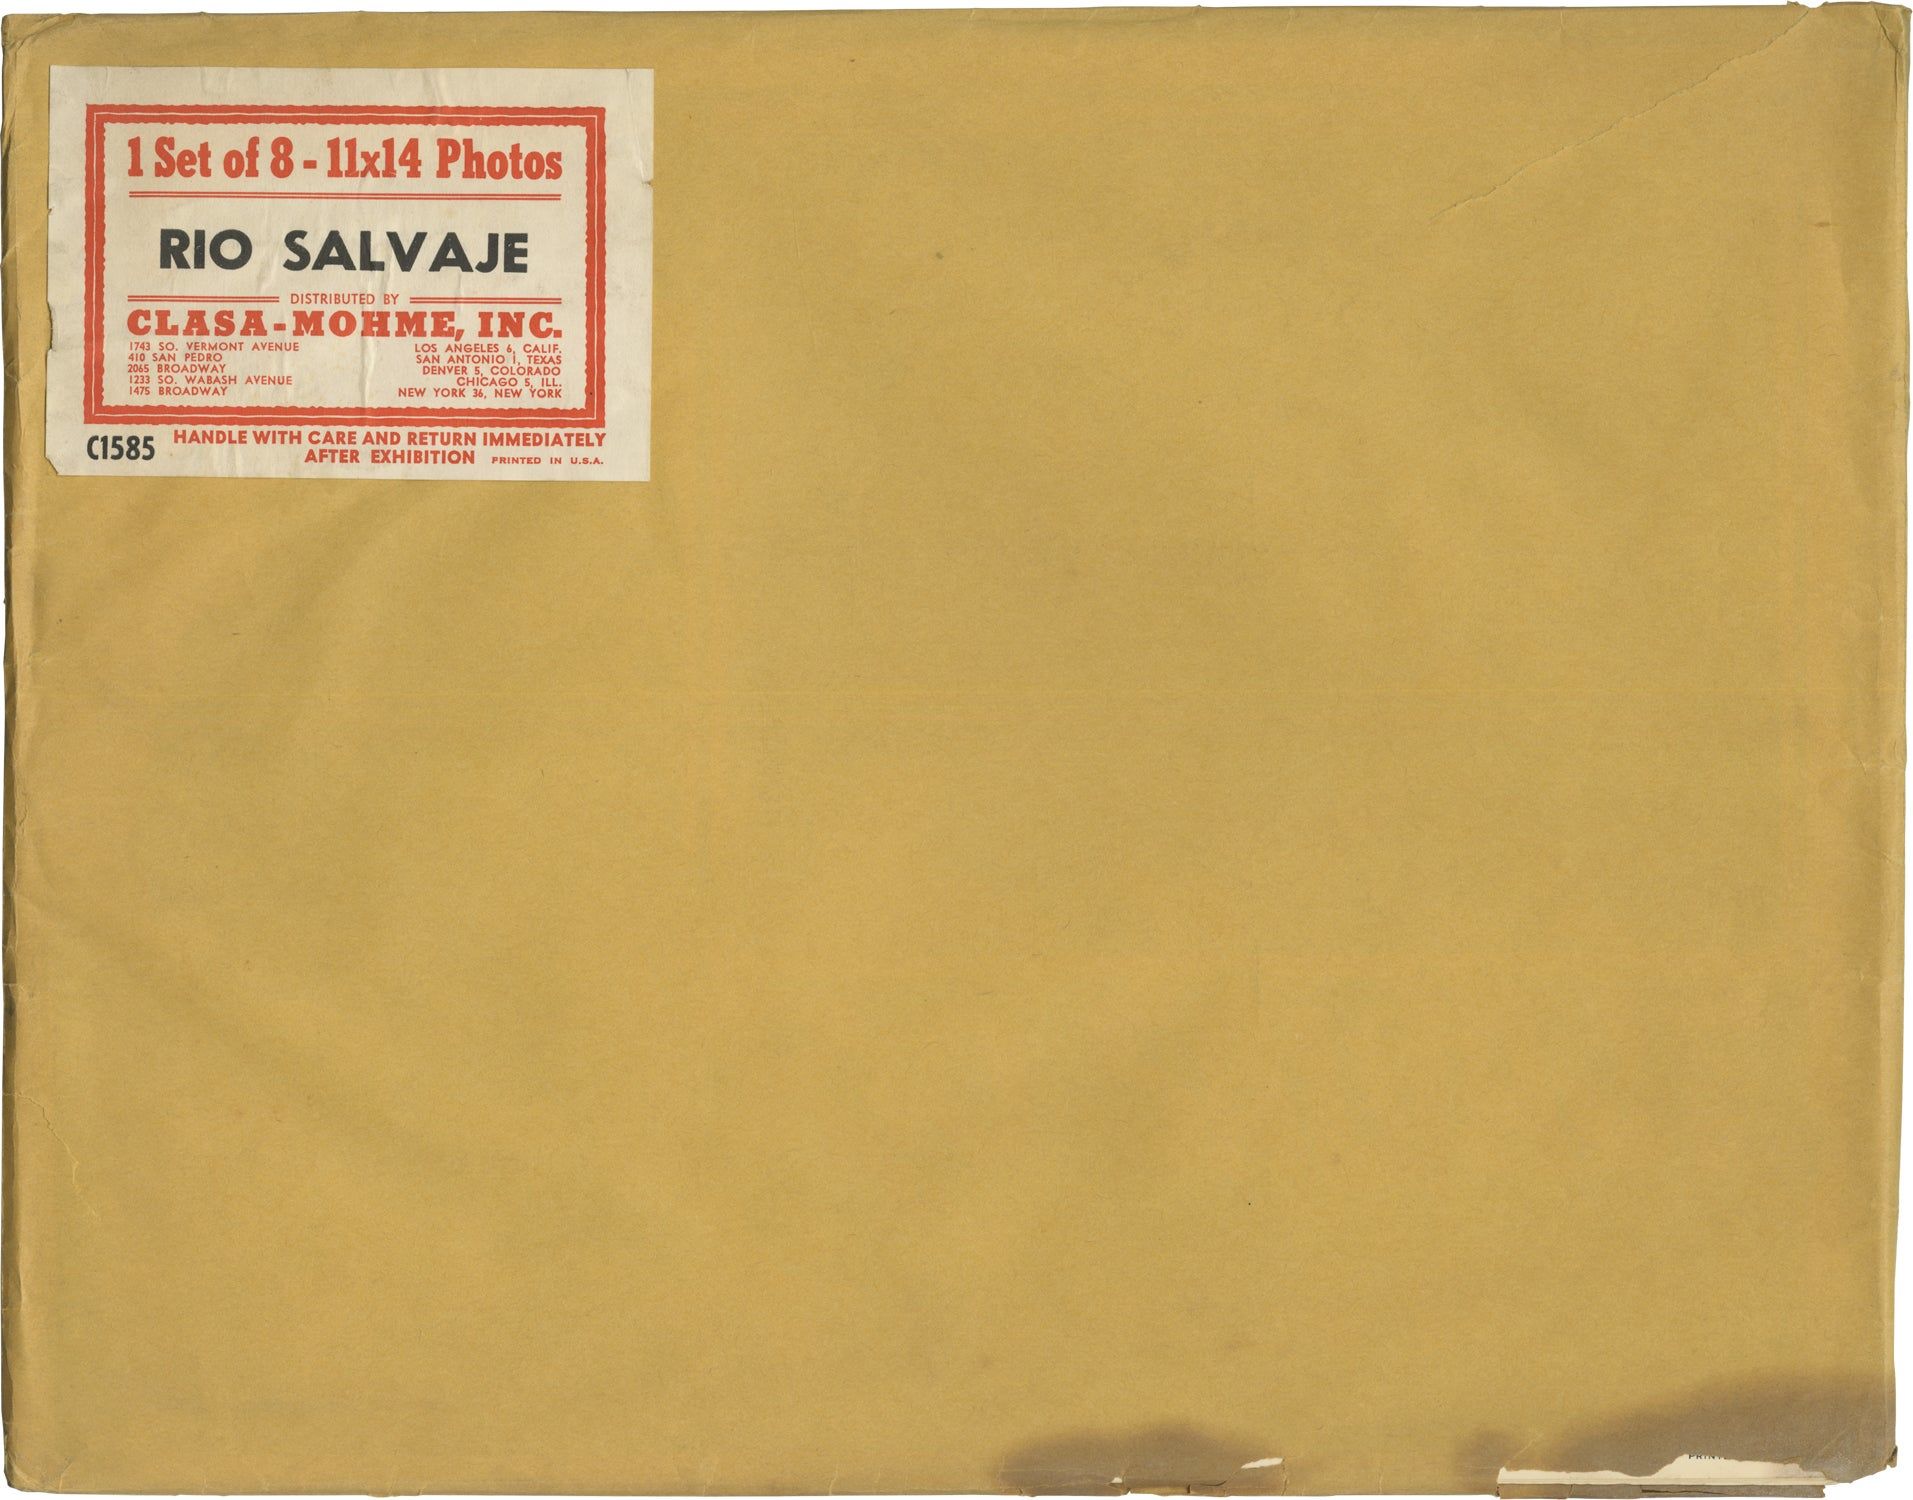 1 Set of 8 - 11x14 Photos
RIO SALVAJE
DISTRIBUTED BY
CLASA-MOHME, INC.
1743 SO. VERMONT AVENUE LOS ANGELES 6, CALIF.
410 SAN PEDRO SAN ANTONIO 1, TEXAS
2065 BROADWAY DENVER 5, COLORADO
1233 SO. WABASH AVENUE CHICAGO 5, ILL.
1475 BROADWAY NEW YORK 36, NEW YORK
C1585 HANDLE WITH CARE AND RETURN IMMEDIATELY
AFTER EXHIBITION PRINTED IN U.S.A.